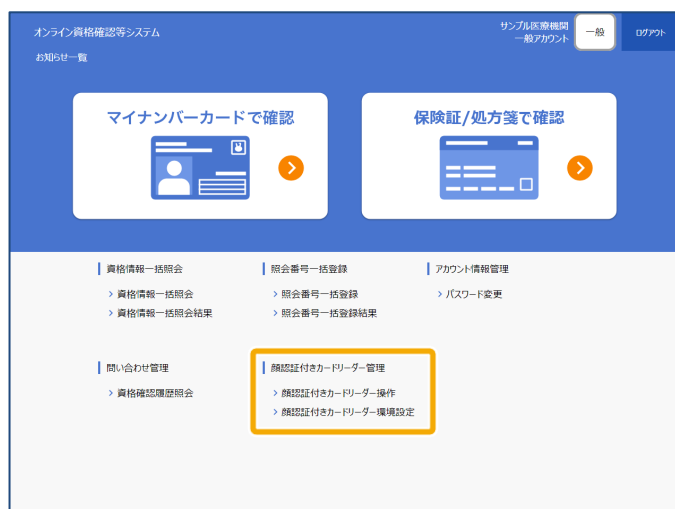 オンライン資格確認等システム
サンプル医療機関
一般アカウント
一般
ログアウト
お知らせ一覧
マイナンバーカードで確認
保険証/処方箋で確認
資格情報一括照会
照会番号一括登録
アカウント情報管理
資格情報一括照会
照会番号一括登録
パスワード変更
資格情報一括照会結果
照会番号一括登録結果
問い合わせ管理
顔認証付きカードリーダー管理
資格確認履歴照会
顔認証付きカードリーダー操作
顔認証付きカードリーダー環境設定